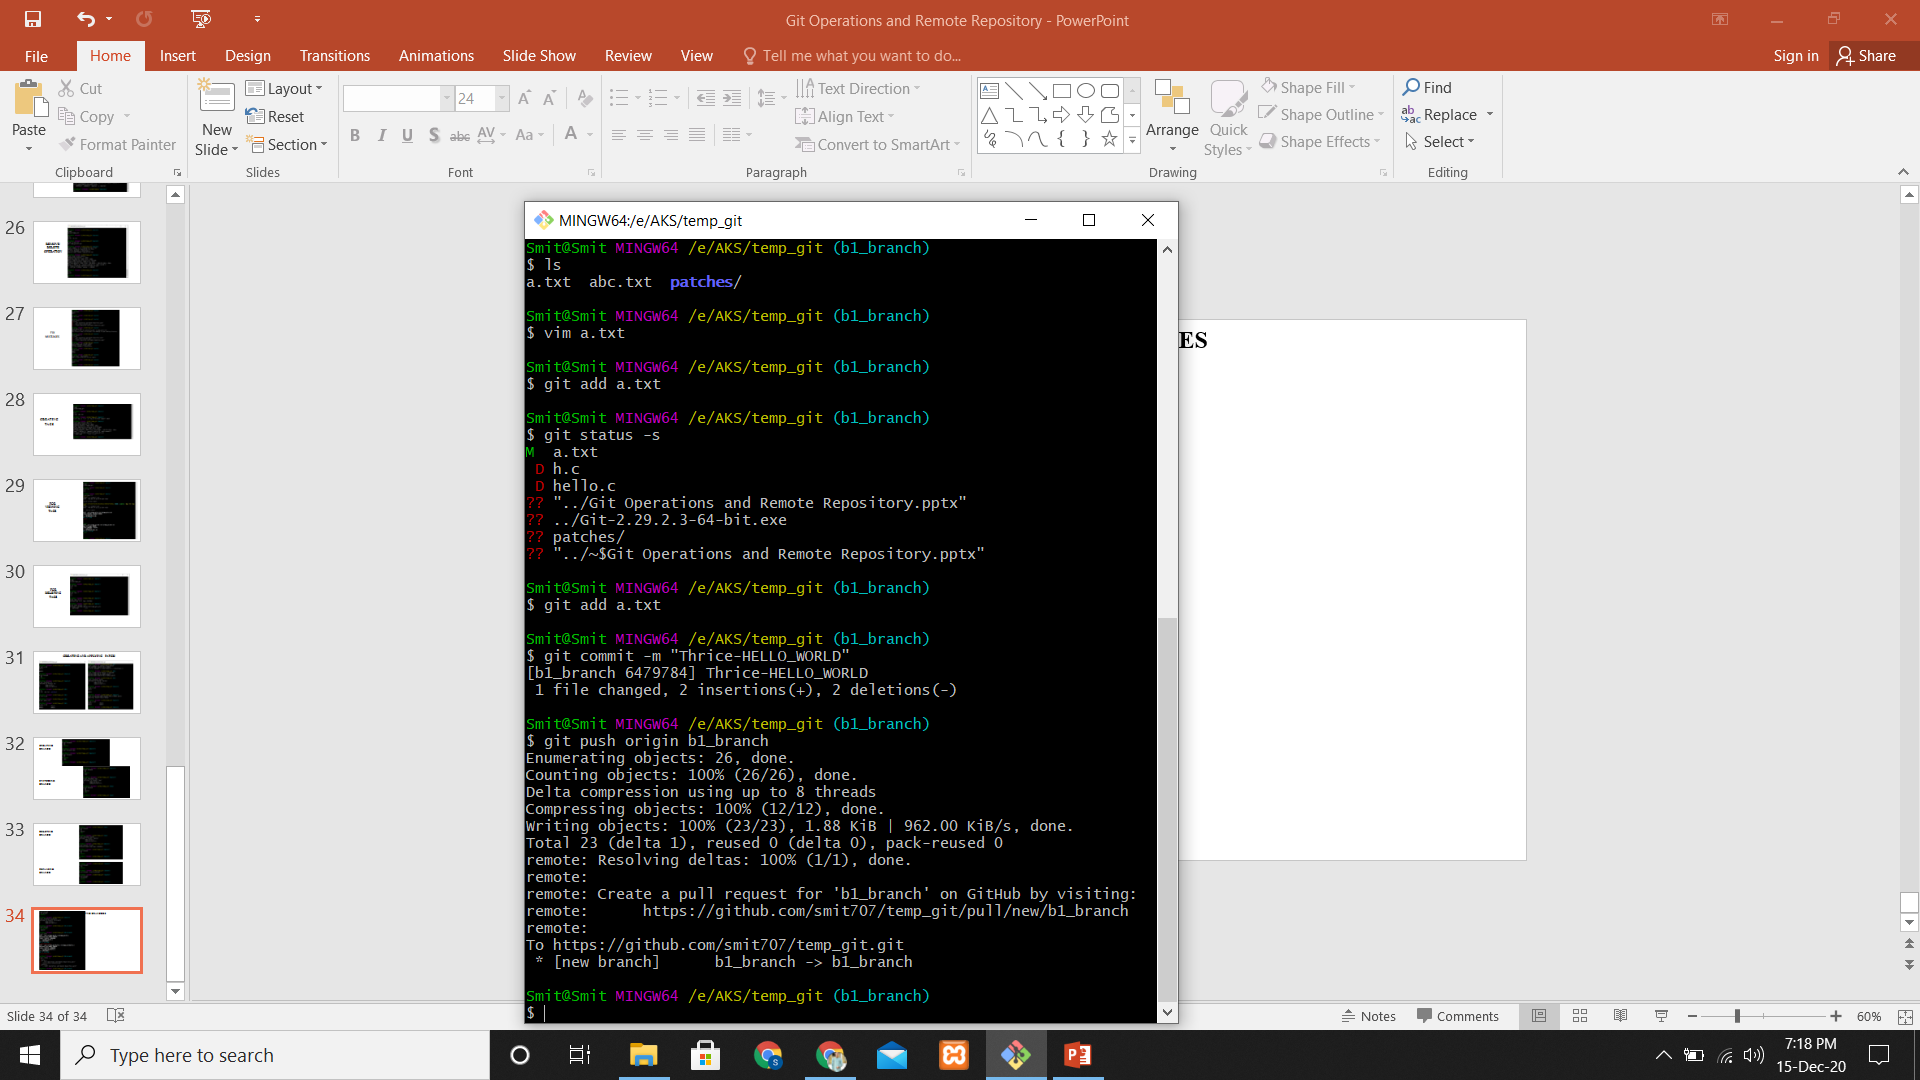 Git Operations and Remote Repository - PowerPoint
File Home Insert Design Transitions Animations Slide Show Review View Tell me what you want to do... Sign in Share
Paste
Cut
Copy
Format Painter
Clipboard
New Slide
Layout
Reset
Section
Slides
24
B I U S abc AV Aa A
Font
Text Direction
Align Text
Convert to SmartArt
Paragraph
Arrange
Quick Styles
Shape Fill
Shape Outline
Shape Effects
Drawing
Find
Replace
Select
Editing
26
27
28
29
30
31
32
33
34
ES
MINGW64:/e/AKS/temp_git
Smit@Smit MINGW64 /e/AKS/temp_git (b1_branch)
$ ls
a.txt  abc.txt  patches/
Smit@Smit MINGW64 /e/AKS/temp_git (b1_branch)
$ vim a.txt
Smit@Smit MINGW64 /e/AKS/temp_git (b1_branch)
$ git add a.txt
Smit@Smit MINGW64 /e/AKS/temp_git (b1_branch)
$ git status -s
M  a.txt
 D h.c
 D hello.c
?? "../Git Operations and Remote Repository.pptx"
?? ../Git-2.29.2.3-64-bit.exe
?? patches/
?? "../~$Git Operations and Remote Repository.pptx"
Smit@Smit MINGW64 /e/AKS/temp_git (b1_branch)
$ git add a.txt
Smit@Smit MINGW64 /e/AKS/temp_git (b1_branch)
$ git commit -m "Thrice-HELLO_WORLD"
[b1_branch 6479784] Thrice-HELLO_WORLD
 1 file changed, 2 insertions(+), 2 deletions(-)
Smit@Smit MINGW64 /e/AKS/temp_git (b1_branch)
$ git push origin b1_branch
Enumerating objects: 26, done.
Counting objects: 100% (26/26), done.
Delta compression using up to 8 threads
Compressing objects: 100% (12/12), done.
Writing objects: 100% (23/23), 1.88 KiB | 962.00 KiB/s, done.
Total 23 (delta 1), reused 0 (delta 0), pack-reused 0
remote: Resolving deltas: 100% (1/1), done.
remote:
remote: Create a pull request for 'b1_branch' on GitHub by visiting:
remote:      https://github.com/smit707/temp_git/pull/new/b1_branch
remote:
To https://github.com/smit707/temp_git.git
 * [new branch]      b1_branch -> b1_branch
Smit@Smit MINGW64 /e/AKS/temp_git (b1_branch)
$
Slide 34 of 34
Notes Comments 60%
Type here to search
7:18 PM
15-Dec-20